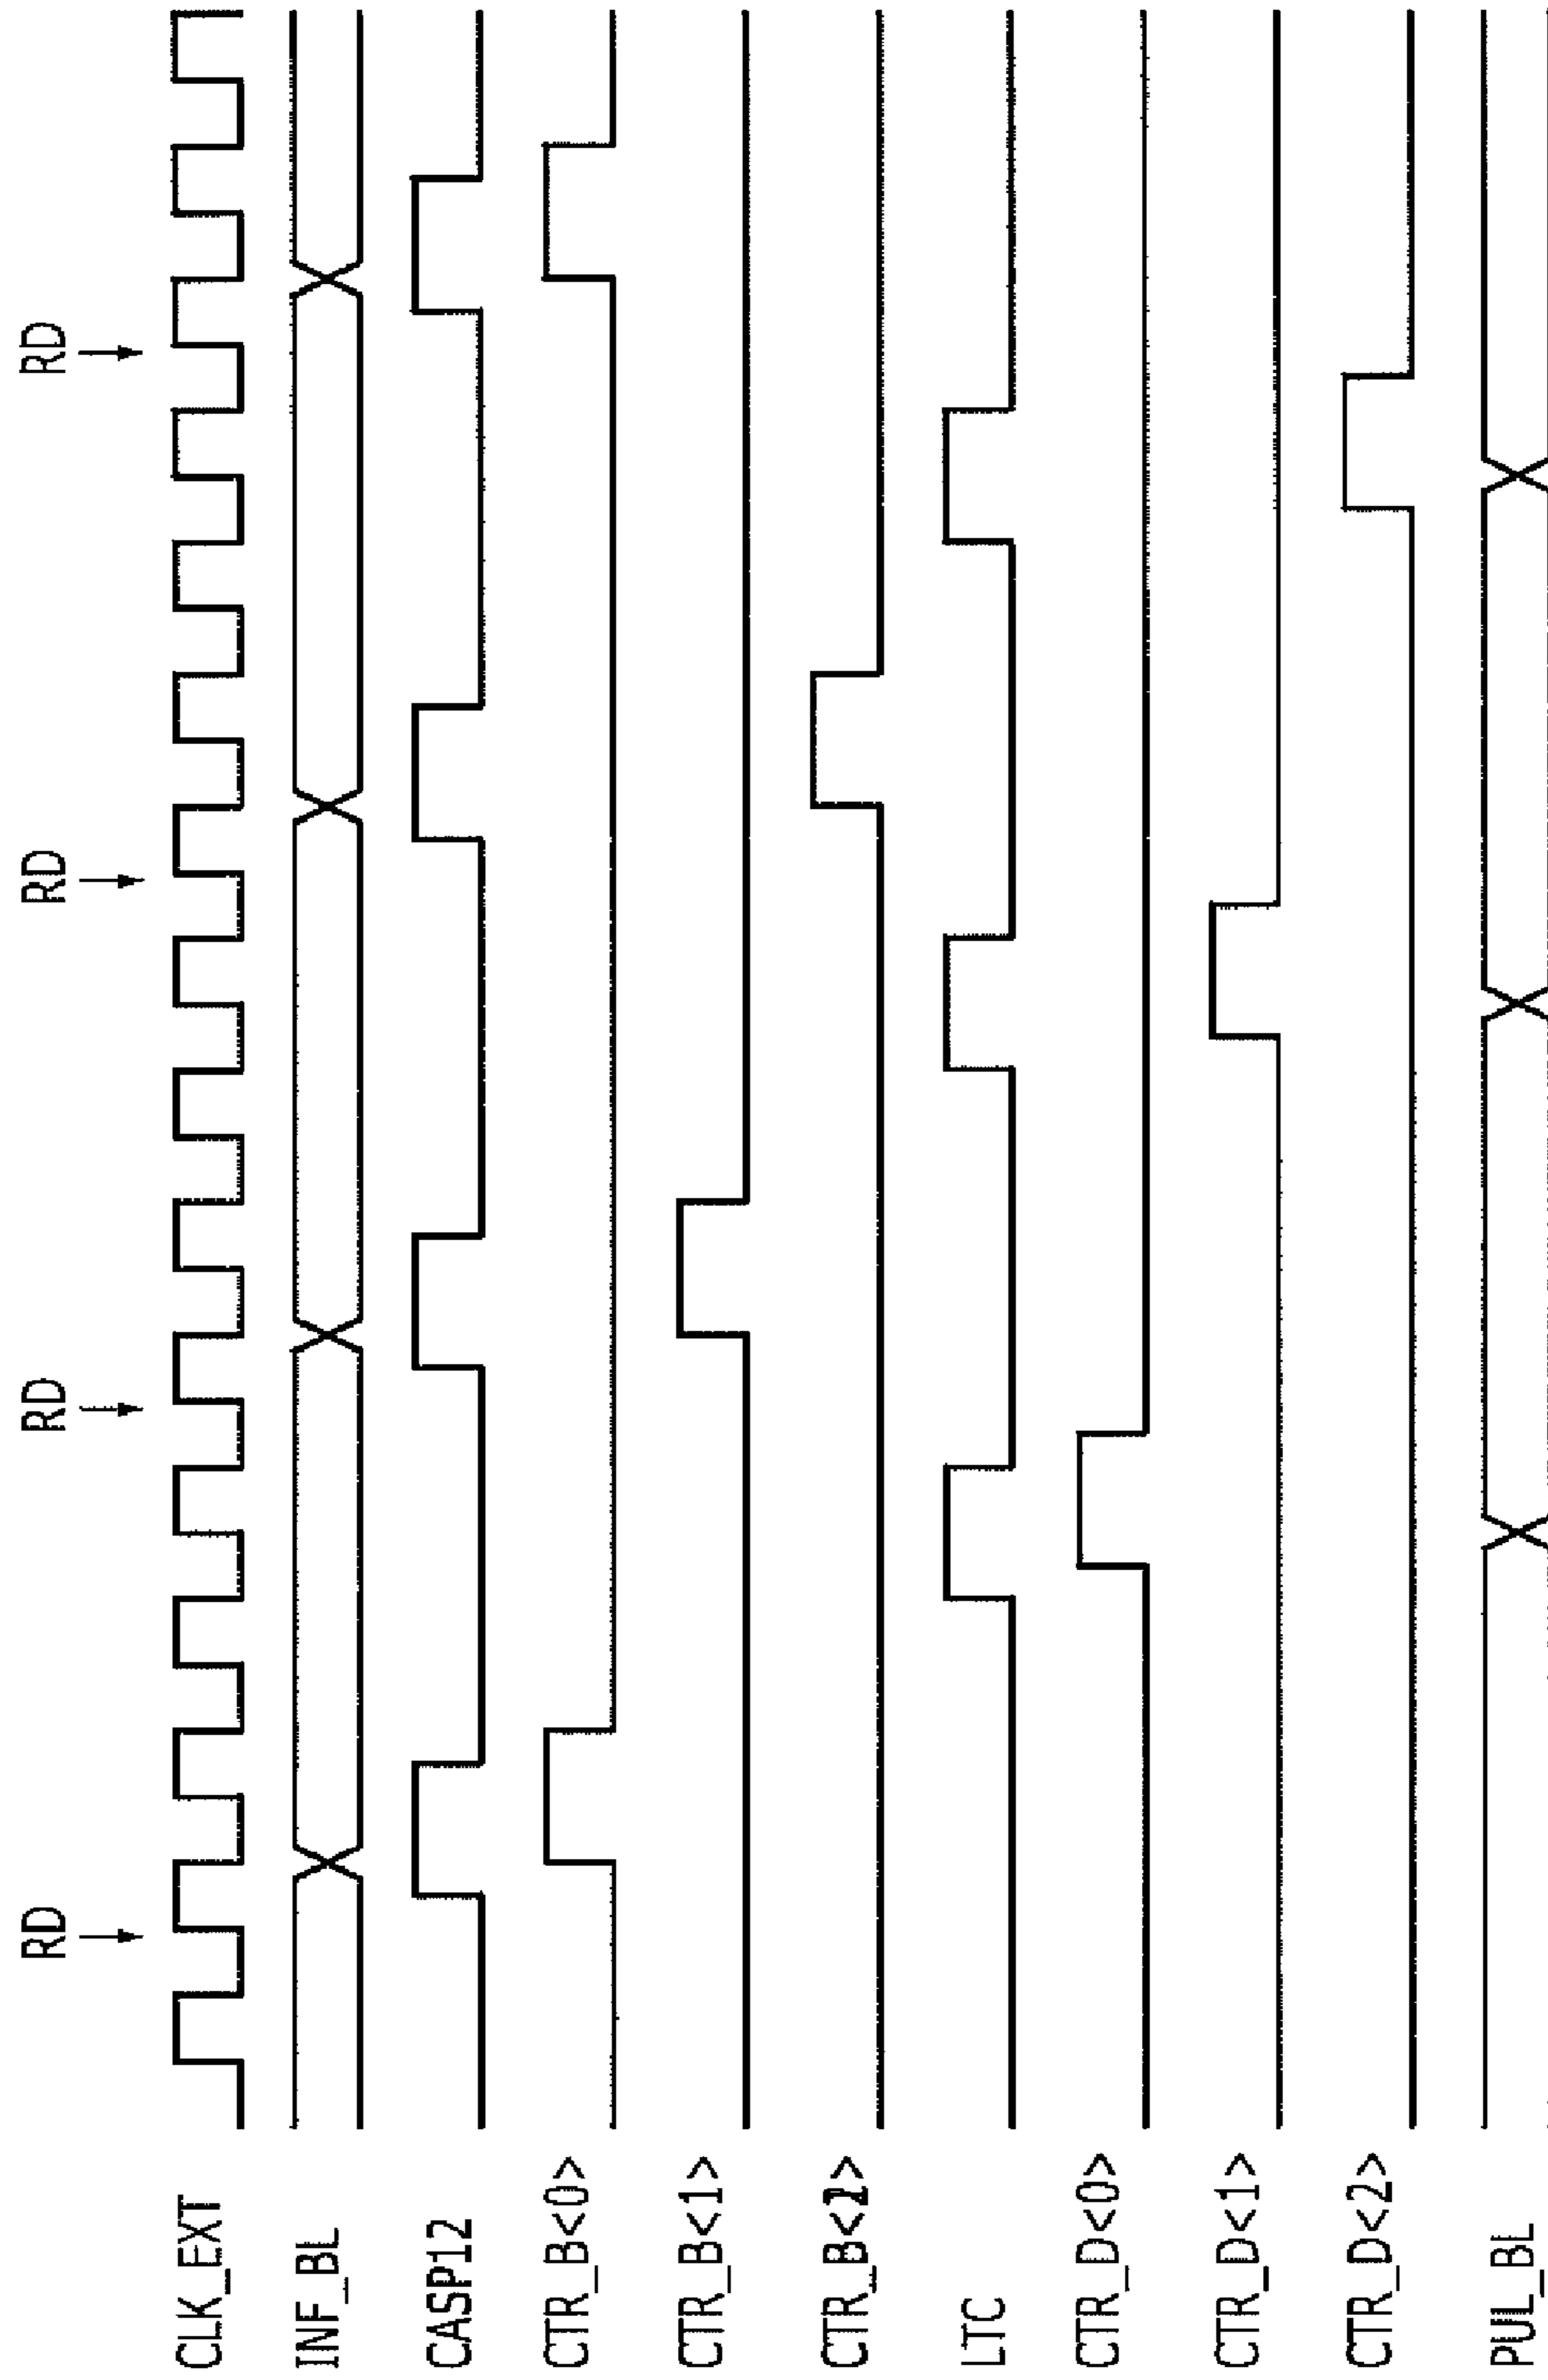 RD RD RD RD
CLK_EXT
INF_BL
CASP12
CTR_B<0>
CTR_B<1>
CTR_B<2>
LTC
CTR_D<0>
CTR_D<1>
CTR_D<2>
PUL_BL